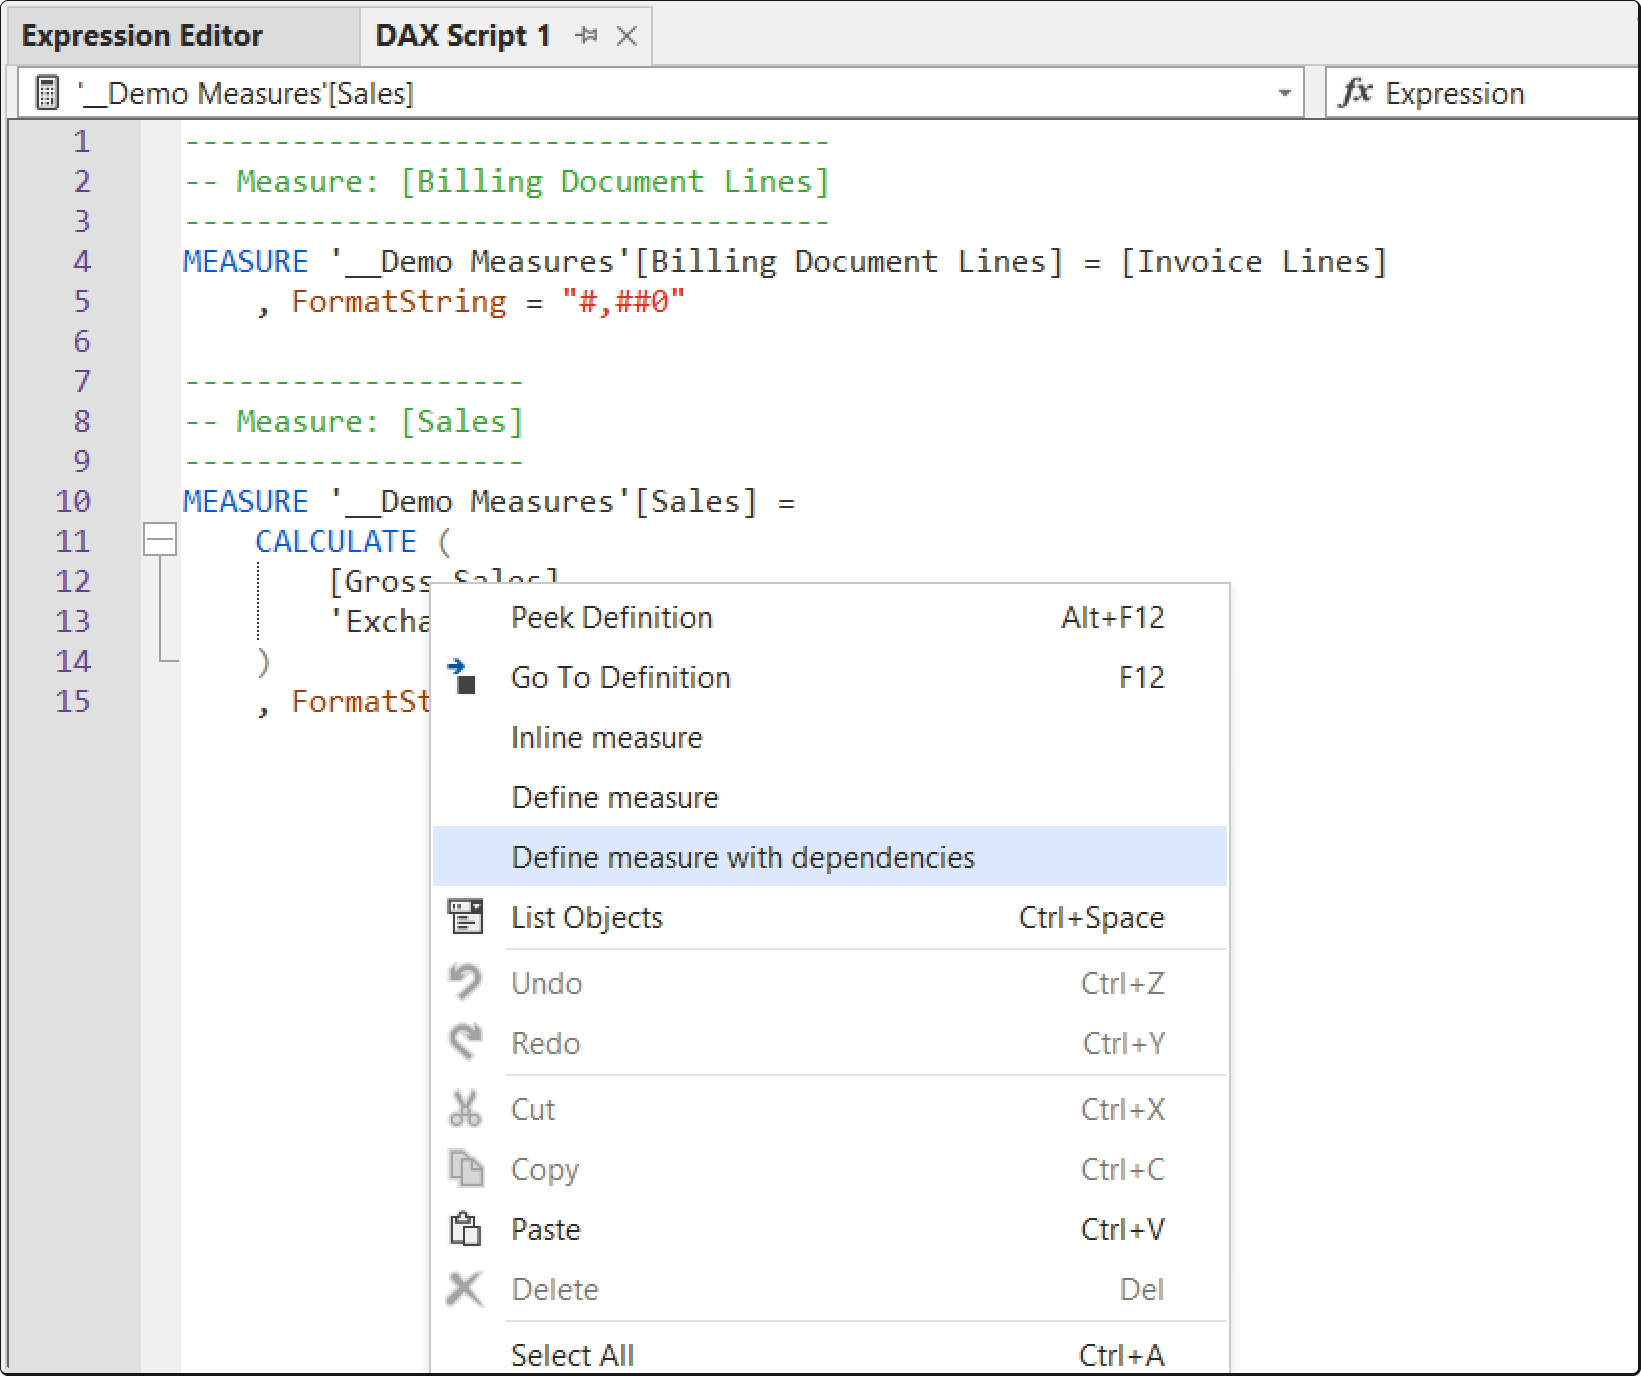 Expression Editor DAX Script 1
'__Demo Measures'[Sales] fx Expression
1 ------------------------------------
2 -- Measure: [Billing Document Lines]
3 ------------------------------------
4 MEASURE '__Demo Measures'[Billing Document Lines] = [Invoice Lines]
5 , FormatString = "#,##0"
6
7 -------------------
8 -- Measure: [Sales]
9 -------------------
10 MEASURE '__Demo Measures'[Sales] =
11 CALCULATE (
12 [Gross Sales]
13 'Excha
14 )
15 , FormatSt
Peek Definition Alt+F12
Go To Definition F12
Inline measure
Define measure
Define measure with dependencies
List Objects Ctrl+Space
Undo Ctrl+Z
Redo Ctrl+Y
Cut Ctrl+X
Copy Ctrl+C
Paste Ctrl+V
Delete Del
Select All Ctrl+A